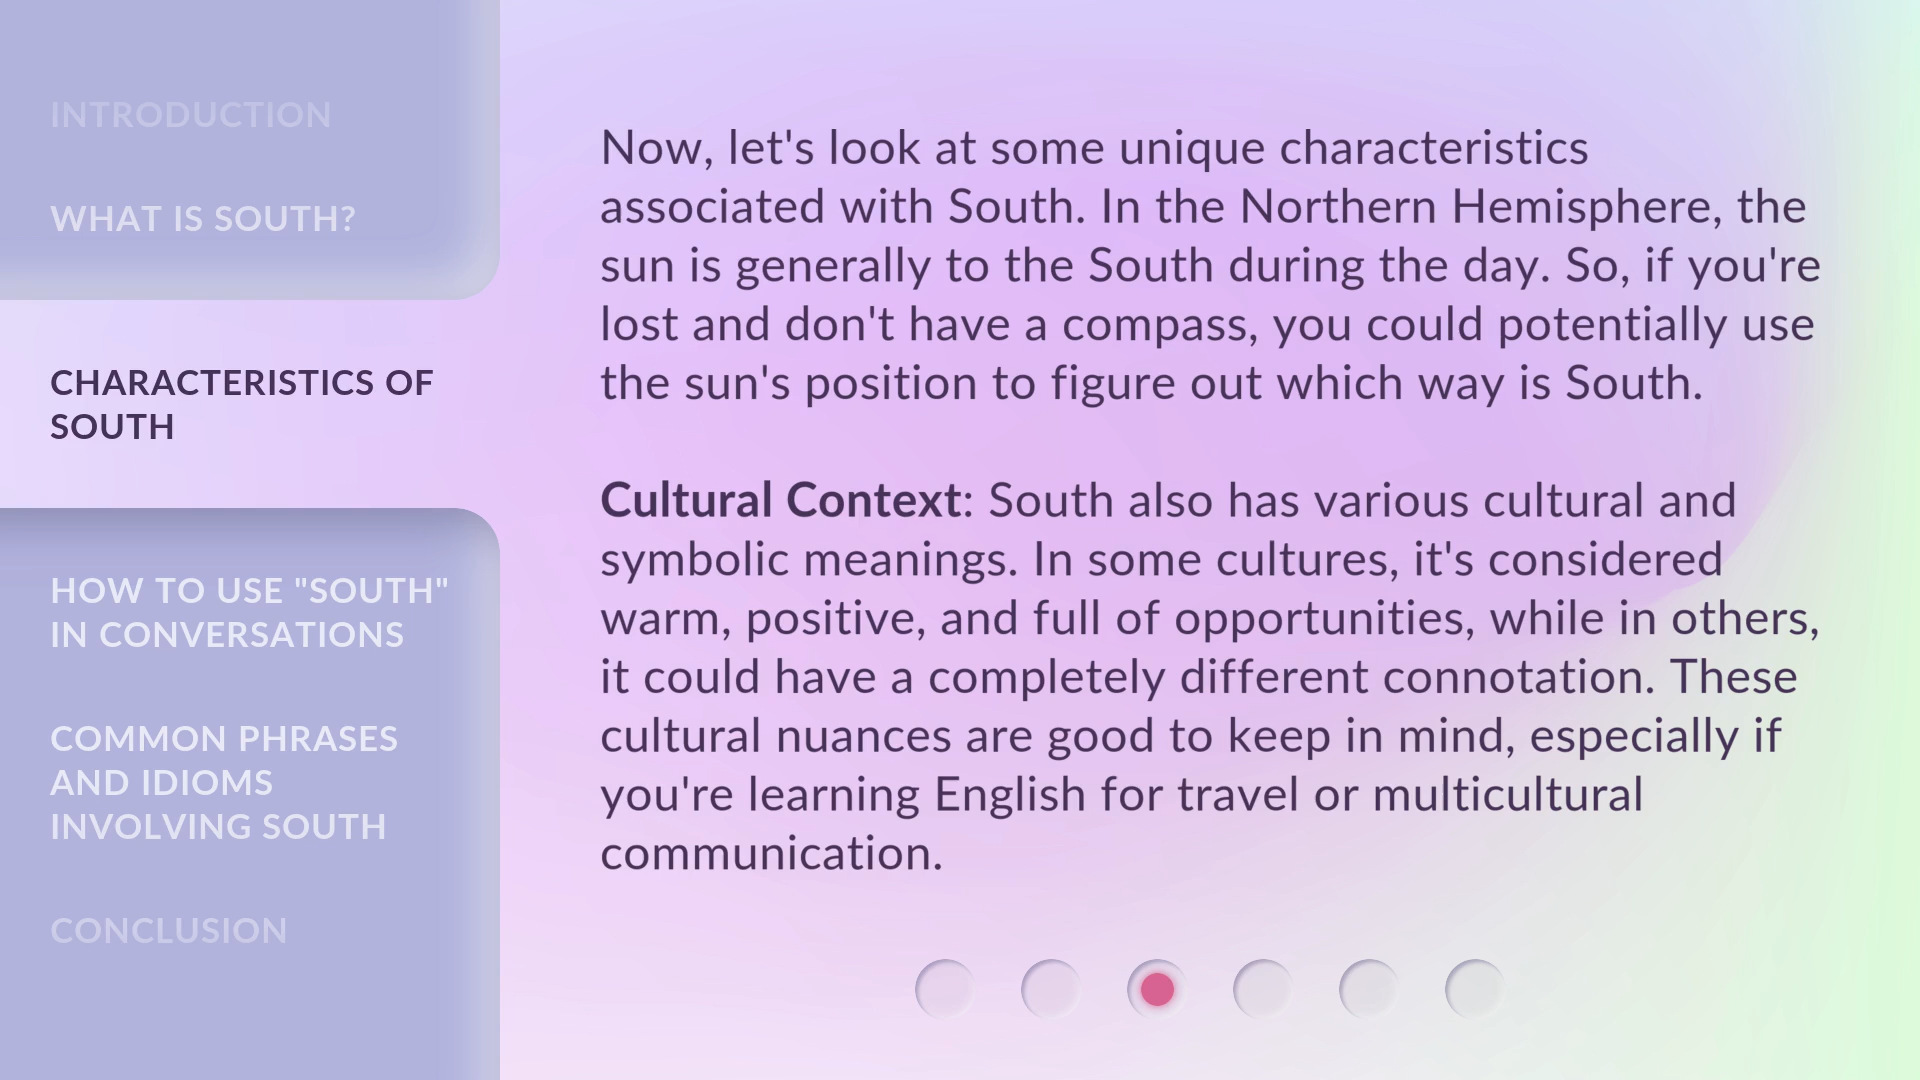 INTRODUCTION
WHAT IS SOUTH?
CHARACTERISTICS OF
SOUTH
HOW TO USE "SOUTH"
IN CONVERSATIONS
COMMON PHRASES
AND IDIOMS
INVOLVING SOUTH
CONCLUSION
Now, let's look at some unique characteristics
associated with South. In the Northern Hemisphere, the
sun is generally to the South during the day. So, if you're
lost and don't have a compass, you could potentially use
the sun's position to figure out which way is South.
Cultural Context: South also has various cultural and
symbolic meanings. In some cultures, it's considered
warm, positive, and full of opportunities, while in others,
it could have a completely different connotation. These
cultural nuances are good to keep in mind, especially if
you're learning English for travel or multicultural
communication.